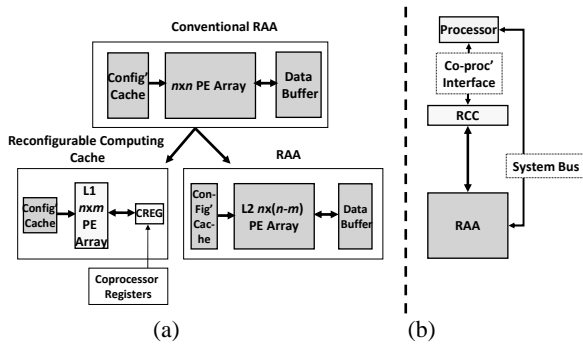 Conventional RAA
Config'
Cache
nxn PE Array
Data
Buffer
Reconfigurable Computing
Cache
Config'
Cache
L1
nxm
PE
Array
CREG
Coprocessor
Registers
RAA
Con-
Fig'
Cac-
he
L2 nx(n-m)
PE Array
Data
Buffer
(a)
Processor
Co-proc'
Interface
RCC
System Bus
RAA
(b)